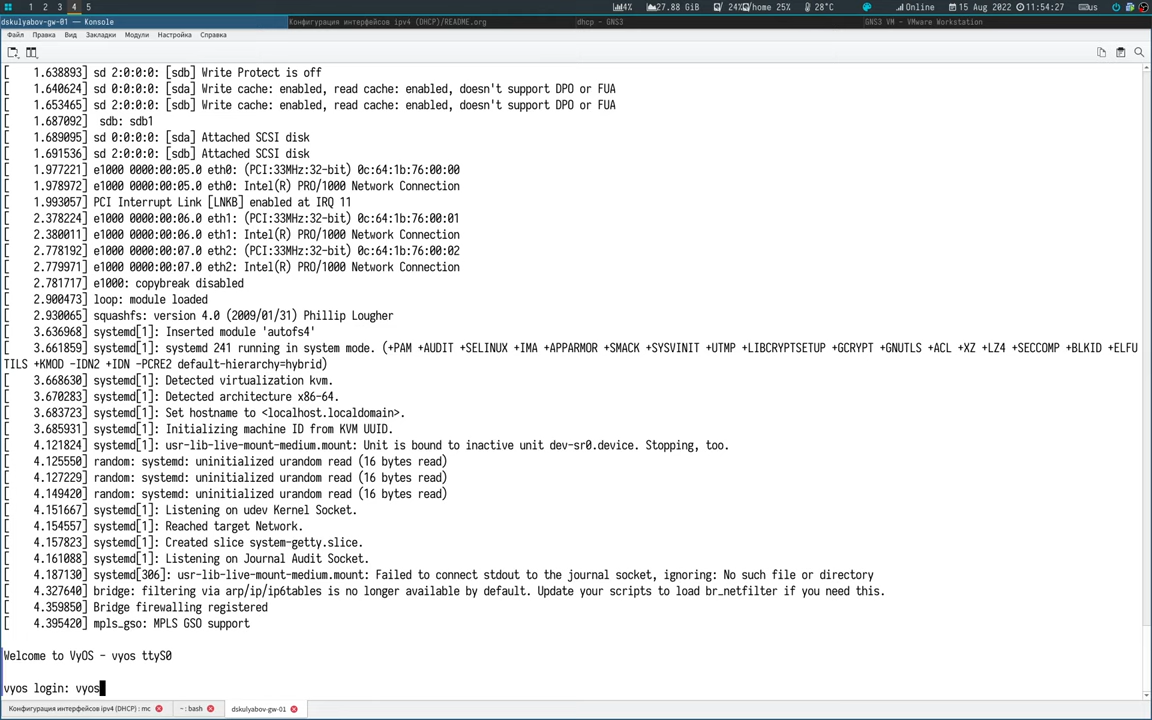 1 2 3 4 5
4% 27.88 GiB 24% home 25% 28°C Online 15 Aug 2022 11:54:27 us
dskulyabov-gw-01 — Konsole Конфигурация интерфейсов ipv4 (DHCP)/README.org dhcp - GNS3 GNS3 VM - VMware Workstation
Файл Правка Вид Закладки Модули Настройка Справка
[    1.638893] sd 2:0:0:0: [sdb] Write Protect is off
[    1.640624] sd 0:0:0:0: [sda] Write cache: enabled, read cache: enabled, doesn't support DPO or FUA
[    1.653465] sd 2:0:0:0: [sdb] Write cache: enabled, read cache: enabled, doesn't support DPO or FUA
[    1.687092]  sdb: sdb1
[    1.689095] sd 0:0:0:0: [sda] Attached SCSI disk
[    1.691536] sd 2:0:0:0: [sdb] Attached SCSI disk
[    1.977221] e1000 0000:00:05.0 eth0: (PCI:33MHz:32-bit) 0c:64:1b:76:00:00
[    1.978972] e1000 0000:00:05.0 eth0: Intel(R) PRO/1000 Network Connection
[    1.993057] PCI Interrupt Link [LNKB] enabled at IRQ 11
[    2.378224] e1000 0000:00:06.0 eth1: (PCI:33MHz:32-bit) 0c:64:1b:76:00:01
[    2.380011] e1000 0000:00:06.0 eth1: Intel(R) PRO/1000 Network Connection
[    2.778192] e1000 0000:00:07.0 eth2: (PCI:33MHz:32-bit) 0c:64:1b:76:00:02
[    2.779971] e1000 0000:00:07.0 eth2: Intel(R) PRO/1000 Network Connection
[    2.781717] e1000: copybreak disabled
[    2.900473] loop: module loaded
[    2.930065] squashfs: version 4.0 (2009/01/31) Phillip Lougher
[    3.636968] systemd[1]: Inserted module 'autofs4'
[    3.661859] systemd[1]: systemd 241 running in system mode. (+PAM +AUDIT +SELINUX +IMA +APPARMOR +SMACK +SYSVINIT +UTMP +LIBCRYPTSETUP +GCRYPT +GNUTLS +ACL +XZ +LZ4 +SECCOMP +BLKID +ELFU
TILS +KMOD -IDN2 +IDN -PCRE2 default-hierarchy=hybrid)
[    3.668630] systemd[1]: Detected virtualization kvm.
[    3.670283] systemd[1]: Detected architecture x86-64.
[    3.683723] systemd[1]: Set hostname to <localhost.localdomain>.
[    3.685931] systemd[1]: Initializing machine ID from KVM UUID.
[    4.121824] systemd[1]: usr-lib-live-mount-medium.mount: Unit is bound to inactive unit dev-sr0.device. Stopping, too.
[    4.125550] random: systemd: uninitialized urandom read (16 bytes read)
[    4.127229] random: systemd: uninitialized urandom read (16 bytes read)
[    4.149420] random: systemd: uninitialized urandom read (16 bytes read)
[    4.151667] systemd[1]: Listening on udev Kernel Socket.
[    4.154557] systemd[1]: Reached target Network.
[    4.157823] systemd[1]: Created slice system-getty.slice.
[    4.161088] systemd[1]: Listening on Journal Audit Socket.
[    4.187130] systemd[306]: usr-lib-live-mount-medium.mount: Failed to connect stdout to the journal socket, ignoring: No such file or directory
[    4.327640] bridge: filtering via arp/ip/ip6tables is no longer available by default. Update your scripts to load br_netfilter if you need this.
[    4.359850] Bridge firewalling registered
[    4.395420] mpls_gso: MPLS GSO support
Welcome to VyOS - vyos ttyS0
vyos login: vyos
Конфигурация интерфейсов ipv4 (DHCP) : mc ~ : bash dskulyabov-gw-01